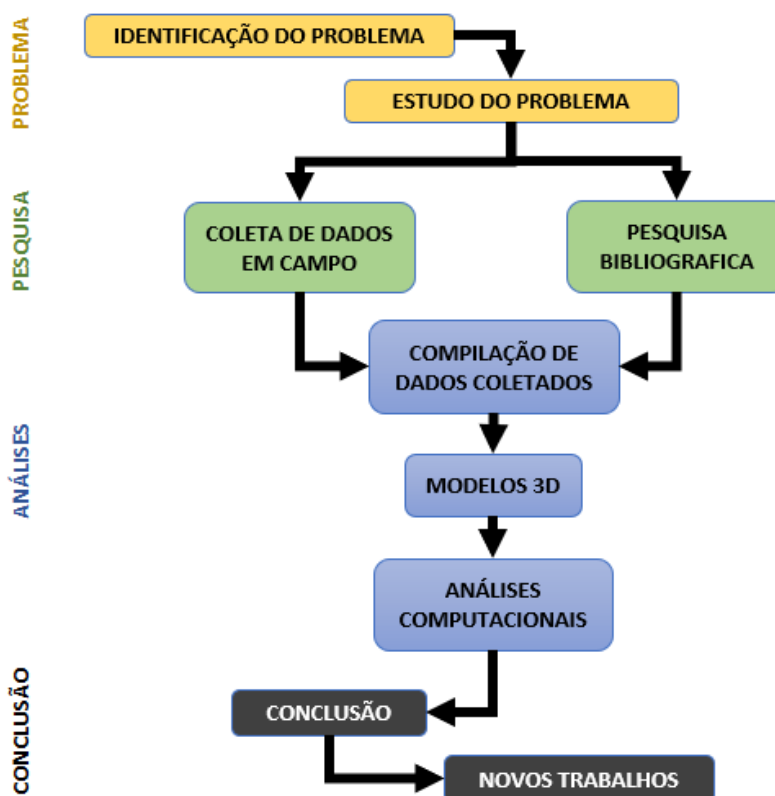 PROBLEMA
IDENTIFICAÇÃO DO PROBLEMA
ESTUDO DO PROBLEMA
PESQUISA
COLETA DE DADOS
EM CAMPO
PESQUISA
BIBLIOGRAFICA
ANÁLISES
COMPILAÇÃO DE
DADOS COLETADOS
MODELOS 3D
ANÁLISES
COMPUTACIONAIS
CONCLUSÃO
CONCLUSÃO
NOVOS TRABALHOS